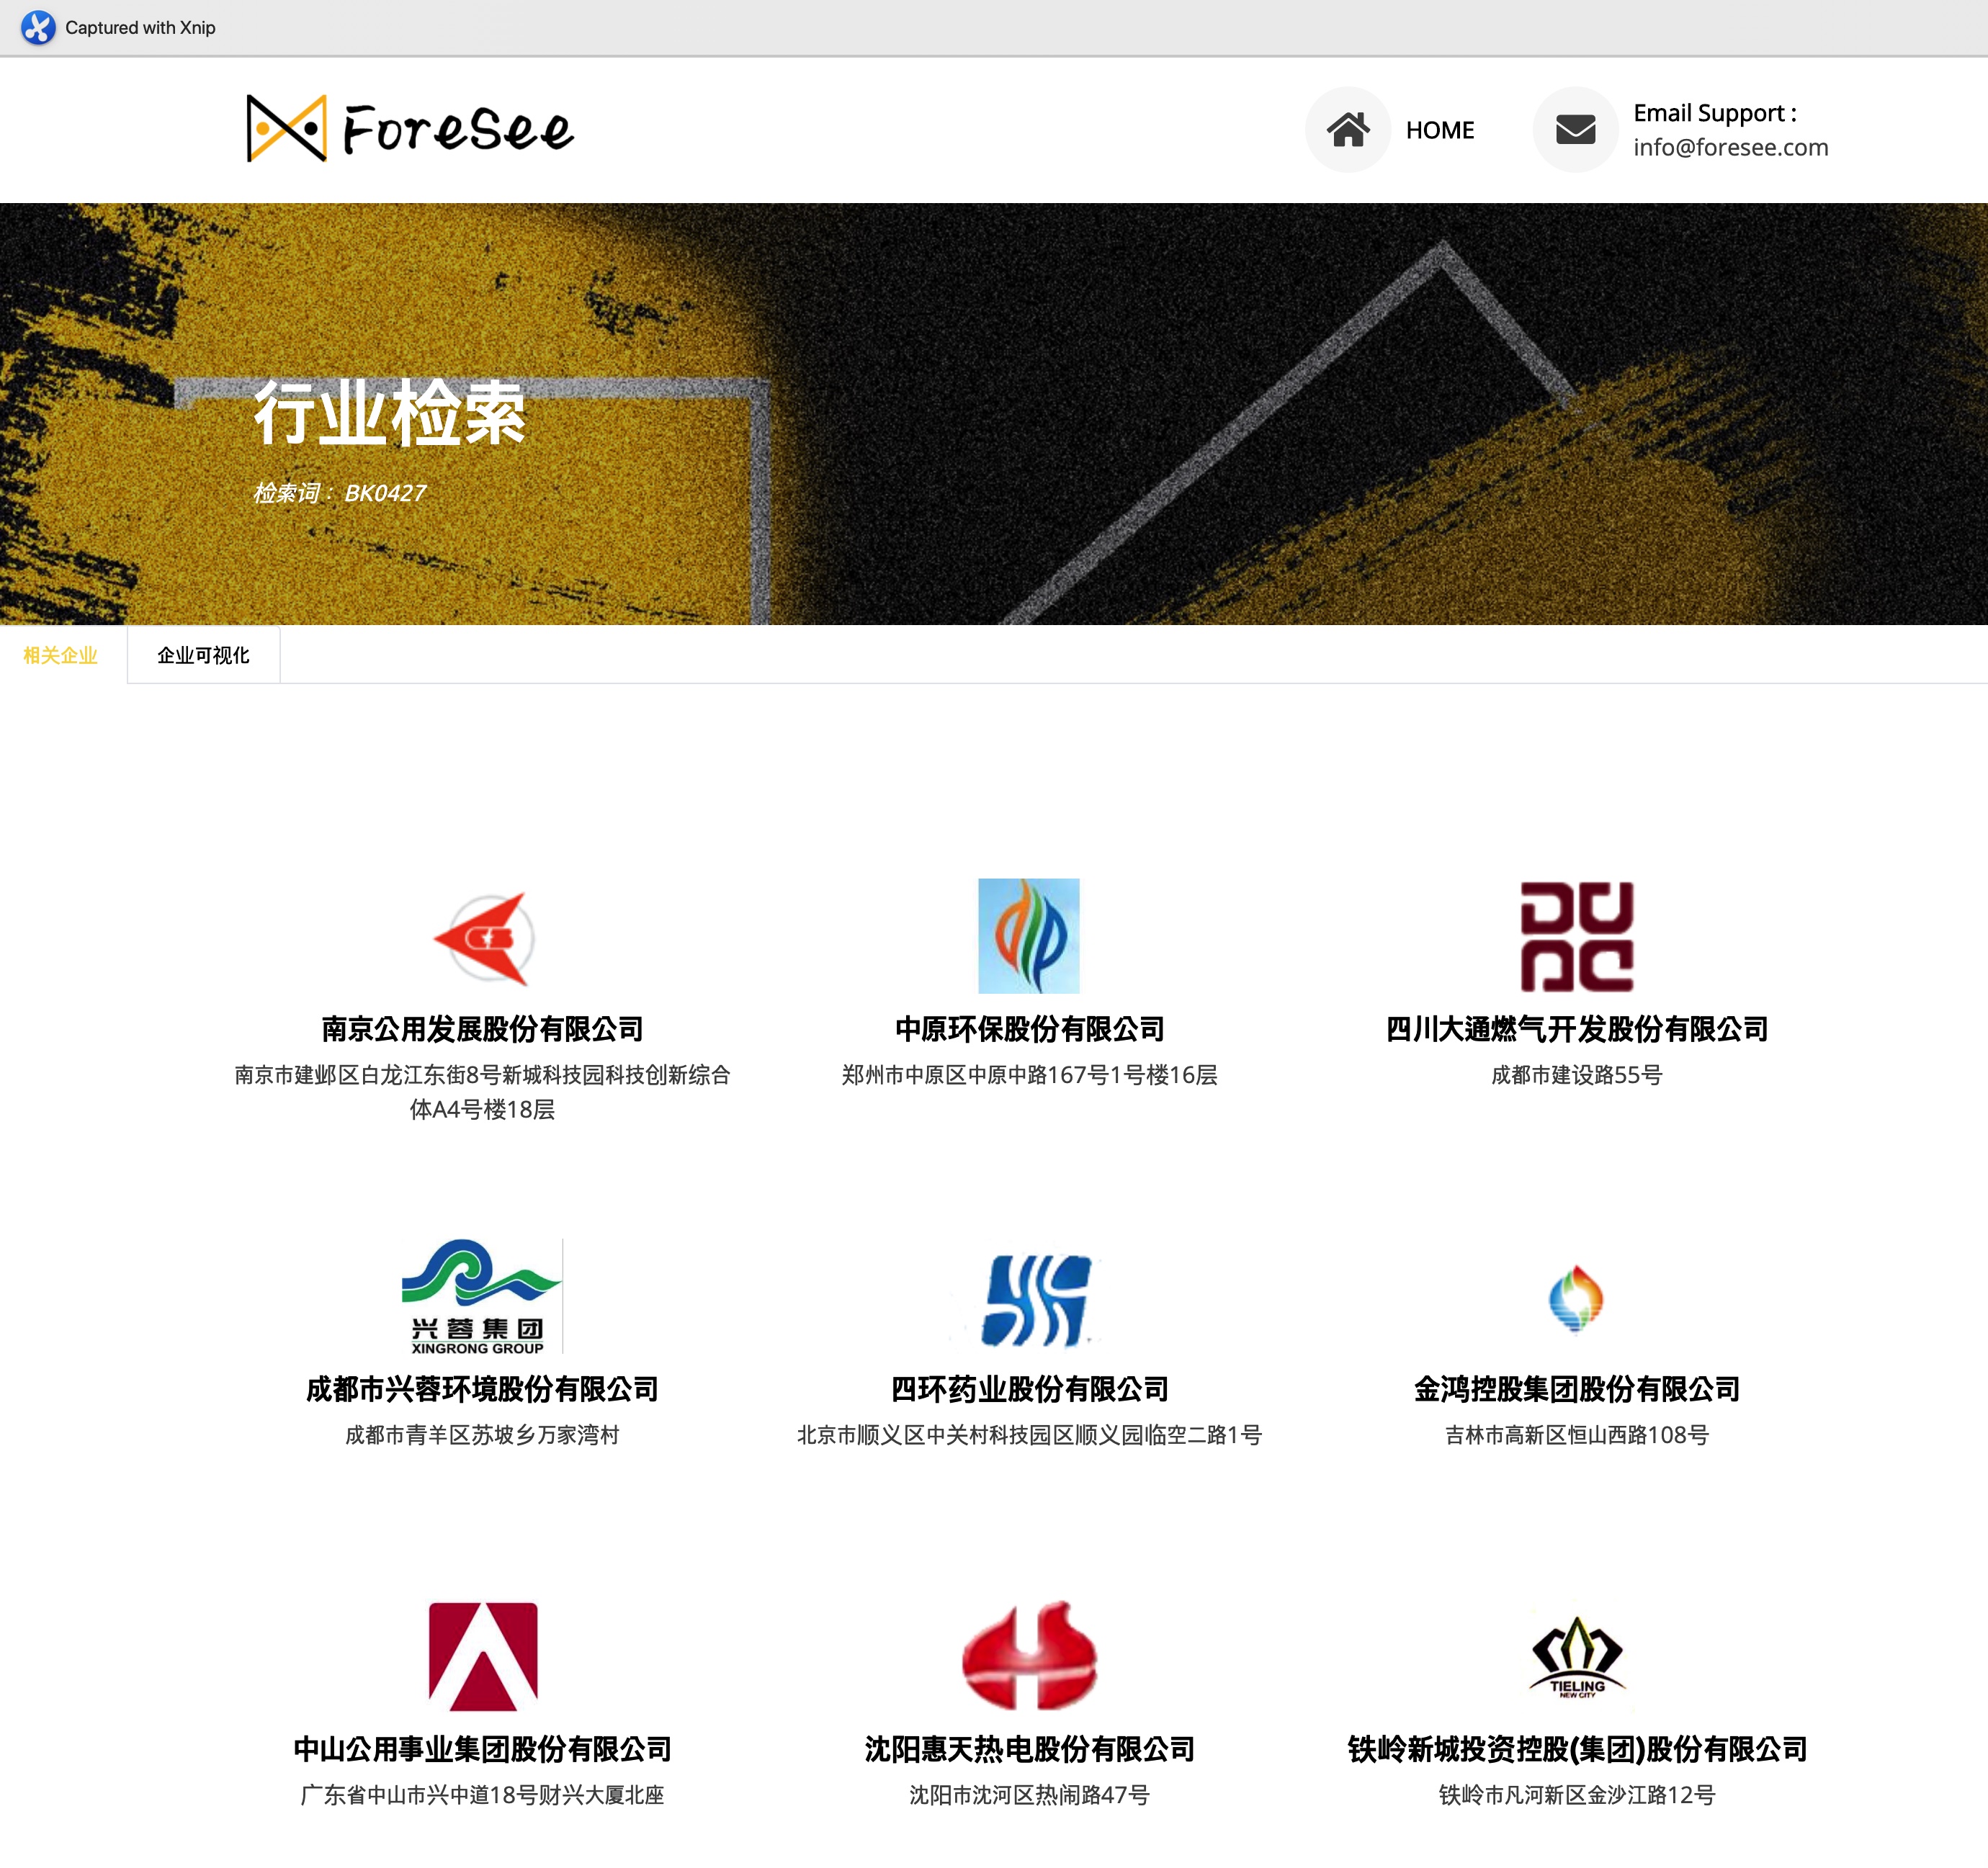 Captured with Xnip
ForeSee
HOME
Email Support :
info@foresee.com
行业检索
检索词： BK0427
相关企业
企业可视化
南京公用发展股份有限公司
南京市建邺区白龙江东街8号新城科技园科技创新综合
体A4号楼18层
中原环保股份有限公司
郑州市中原区中原中路167号1号楼16层
四川大通燃气开发股份有限公司
成都市建设路55号
兴蓉集团
XINGRONG GROUP
成都市兴蓉环境股份有限公司
成都市青羊区苏坡乡万家湾村
四环药业股份有限公司
北京市顺义区中关村科技园区顺义园临空二路1号
金鸿控股集团股份有限公司
吉林市高新区恒山西路108号
中山公用事业集团股份有限公司
广东省中山市兴中道18号财兴大厦北座
沈阳惠天热电股份有限公司
沈阳市沈河区热闹路47号
TIELING
NEW CITY
铁岭新城投资控股(集团)股份有限公司
铁岭市凡河新区金沙江路12号